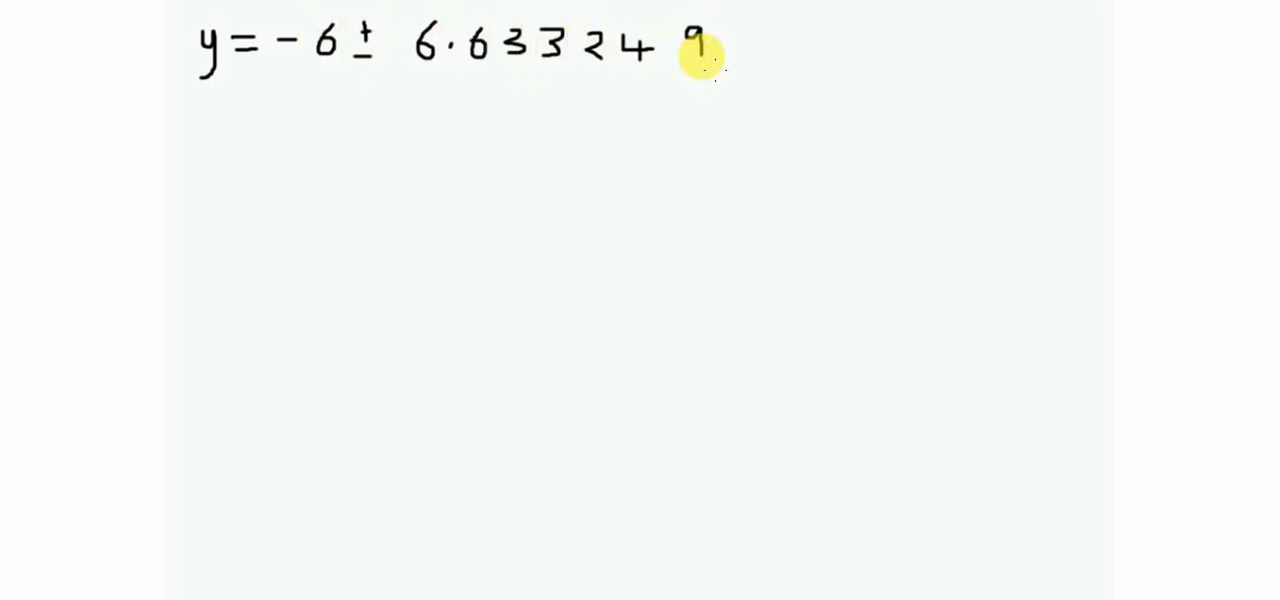 y = - 6 ± 6.633249